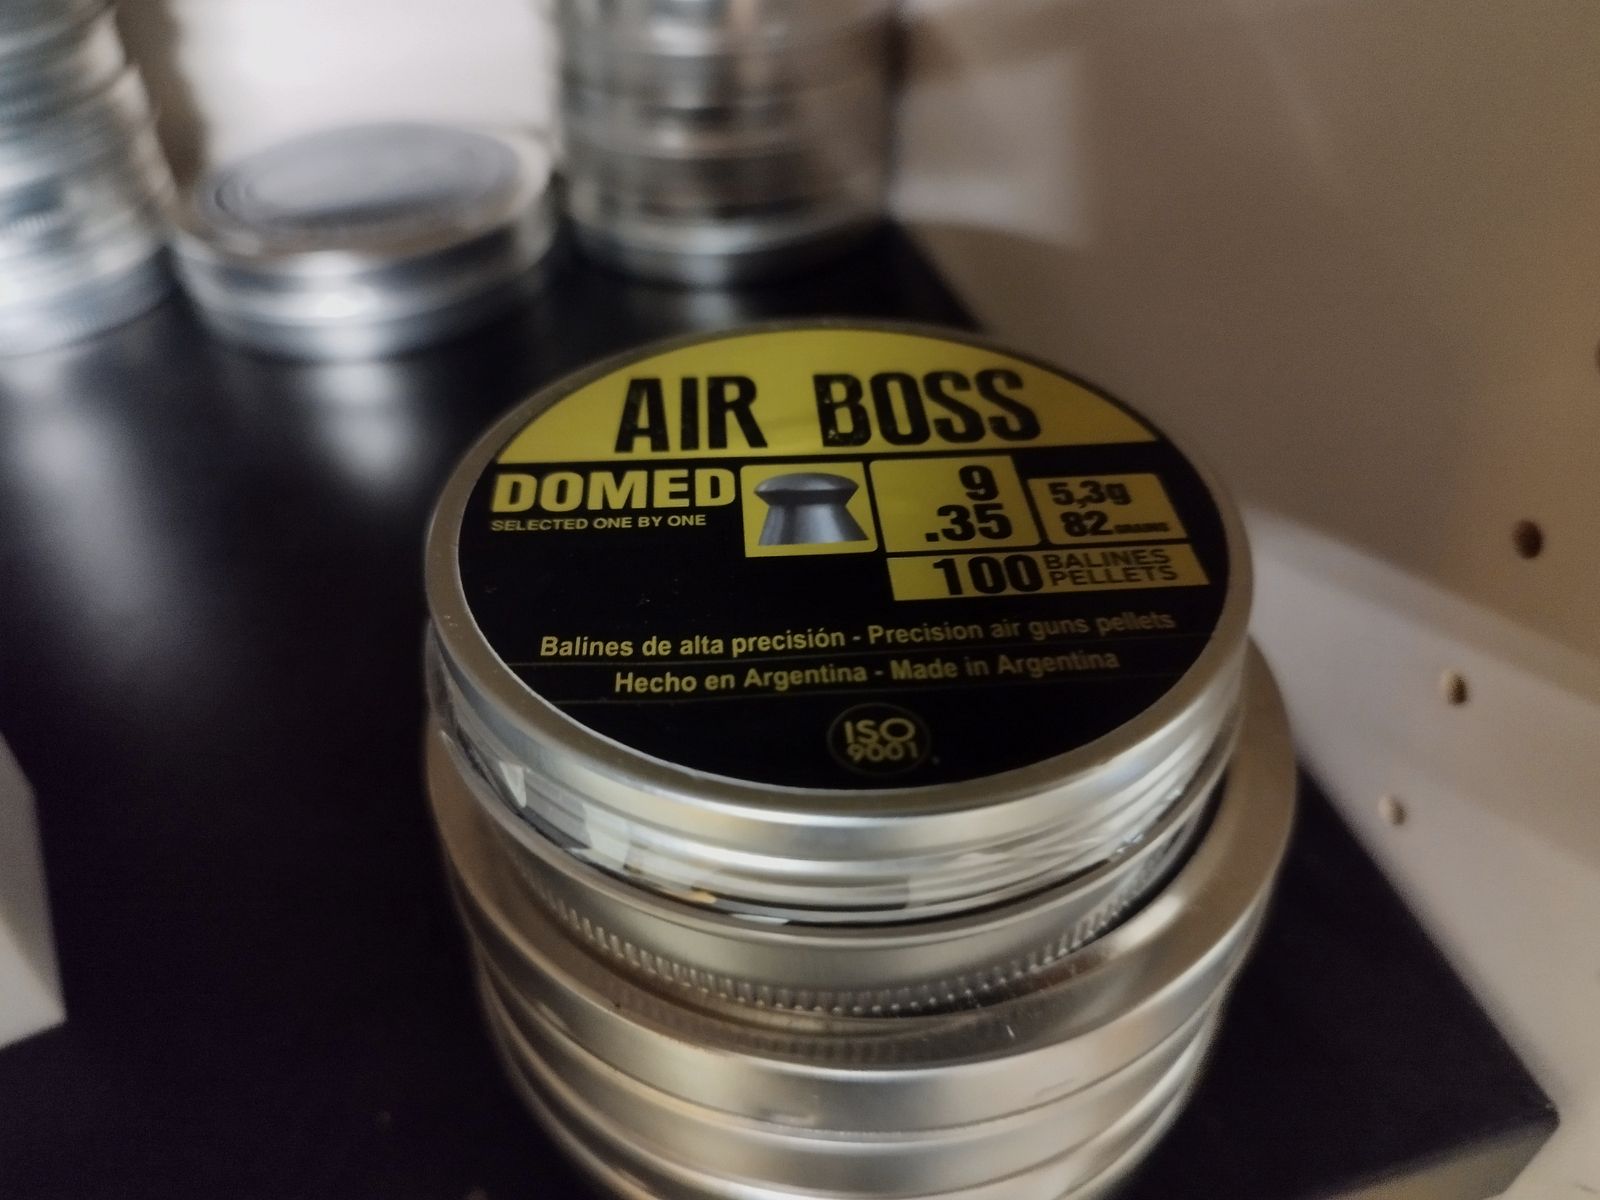 AIR BOSS
DOMED
SELECTED ONE BY ONE
9
.35
5,3g
82 GRAINS
100 BALINES
PELLETS
Balines de alta precisión - Precision air guns pellets
Hecho en Argentina - Made in Argentina
ISO
9001